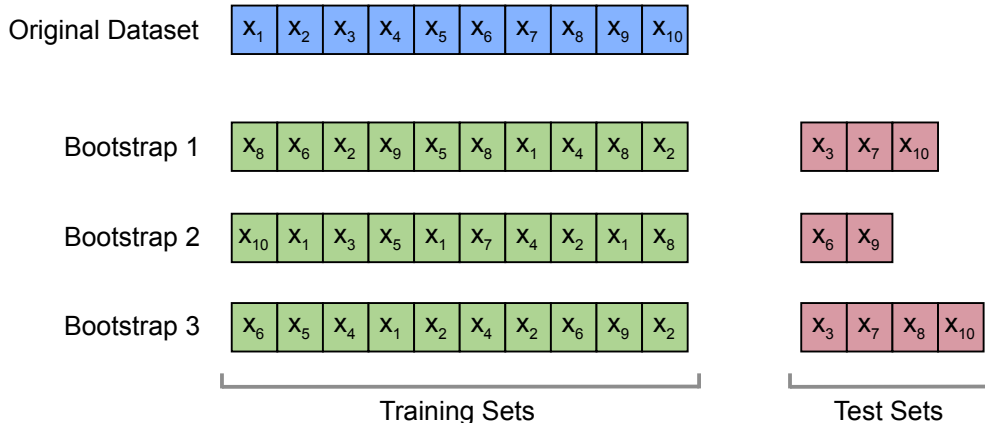 Original Dataset x₁ x₂ x₃ x₄ x₅ x₆ x₇ x₈ x₉ x₁₀
Bootstrap 1 x₈ x₆ x₂ x₉ x₅ x₈ x₁ x₄ x₈ x₂ x₃ x₇ x₁₀
Bootstrap 2 x₁₀ x₁ x₃ x₅ x₁ x₇ x₄ x₂ x₁ x₈ x₆ x₉
Bootstrap 3 x₆ x₅ x₄ x₁ x₂ x₄ x₂ x₆ x₉ x₂ x₃ x₇ x₈ x₁₀
Training Sets Test Sets